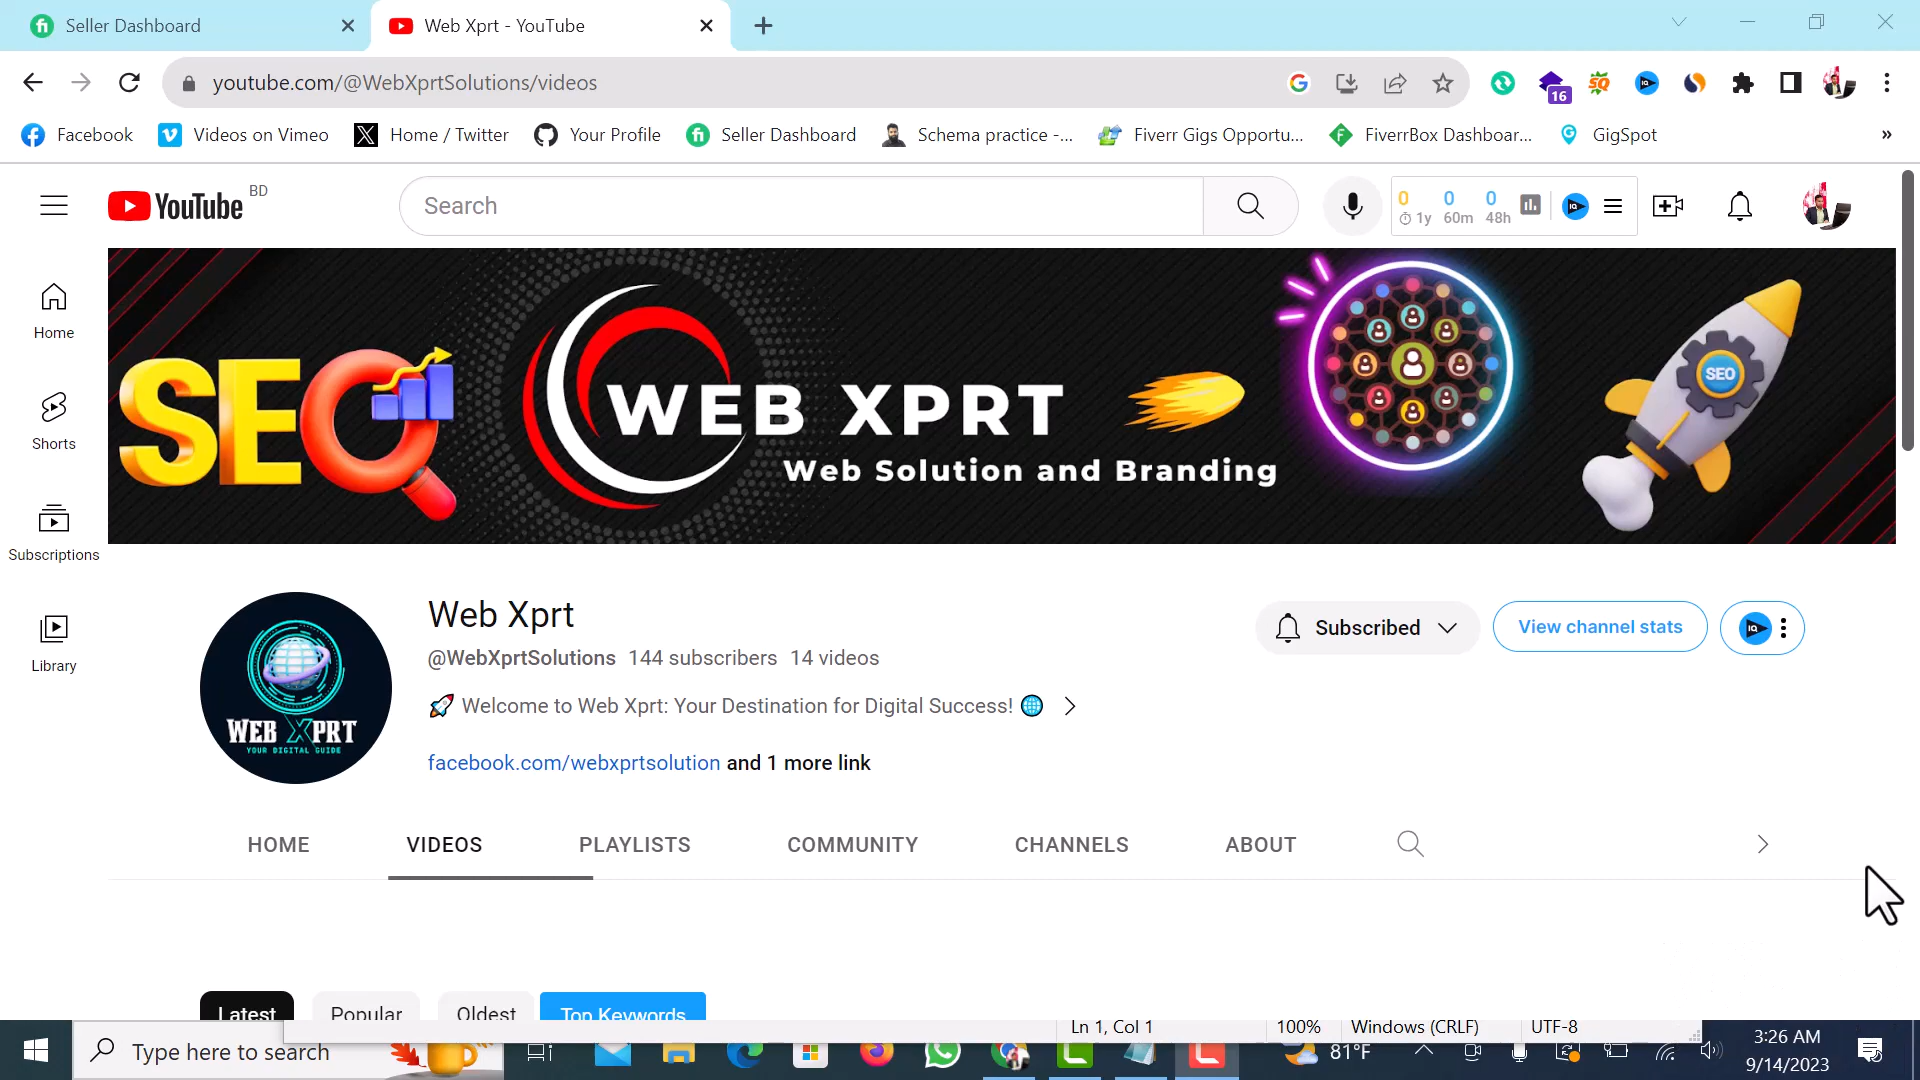 Seller Dashboard
Web Xprt - YouTube
youtube.com/@WebXprtSolutions/videos
16
SQ
IQ
Facebook
Videos on Vimeo
Home / Twitter
Your Profile
Seller Dashboard
Schema practice -...
Fiverr Gigs Opportu...
FiverrBox Dashboar...
GigSpot
»
YouTube
BD
Search
0 0 0
1y 60m 48h
IQ
Home
Shorts
Subscriptions
Library
SEO
WEB XPRT
Web Solution and Branding
SEO
WEB XPRT
YOUR DIGITAL GUIDE
Web Xprt
@WebXprtSolutions 144 subscribers 14 videos
🚀 Welcome to Web Xprt: Your Destination for Digital Success! 🌐
facebook.com/webxprtsolution and 1 more link
Subscribed
View channel stats
IQ
HOME
VIDEOS
PLAYLISTS
COMMUNITY
CHANNELS
ABOUT
Latest
Popular
Oldest
Top Keywords
Ln 1, Col 1
100%
Windows (CRLF)
UTF-8
Type here to search
81°F
3:26 AM
9/14/2023